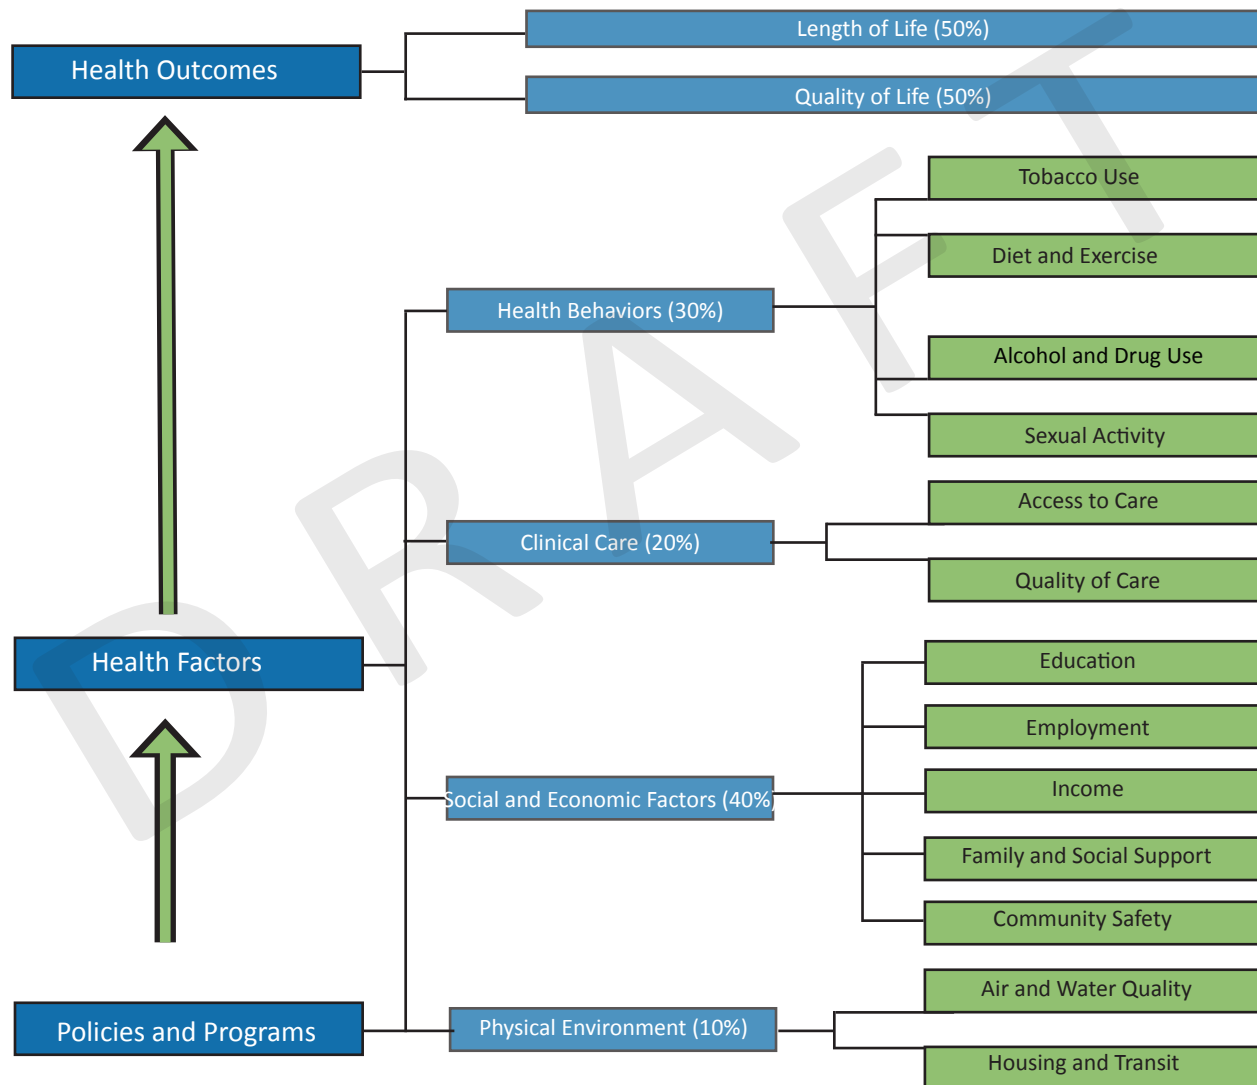 Length of Life (50%)
Health Outcomes
Quality of Life (50%)
Tobacco Use
Diet and Exercise
Health Behaviors (30%)
Alcohol and Drug Use
Sexual Activity
Access to Care
Clinical Care (20%)
Quality of Care
Health Factors
Education
Employment
Social and Economic Factors (40%)
Income
Family and Social Support
Community Safety
Air and Water Quality
Policies and Programs
Physical Environment (10%)
Housing and Transit
DRAFT